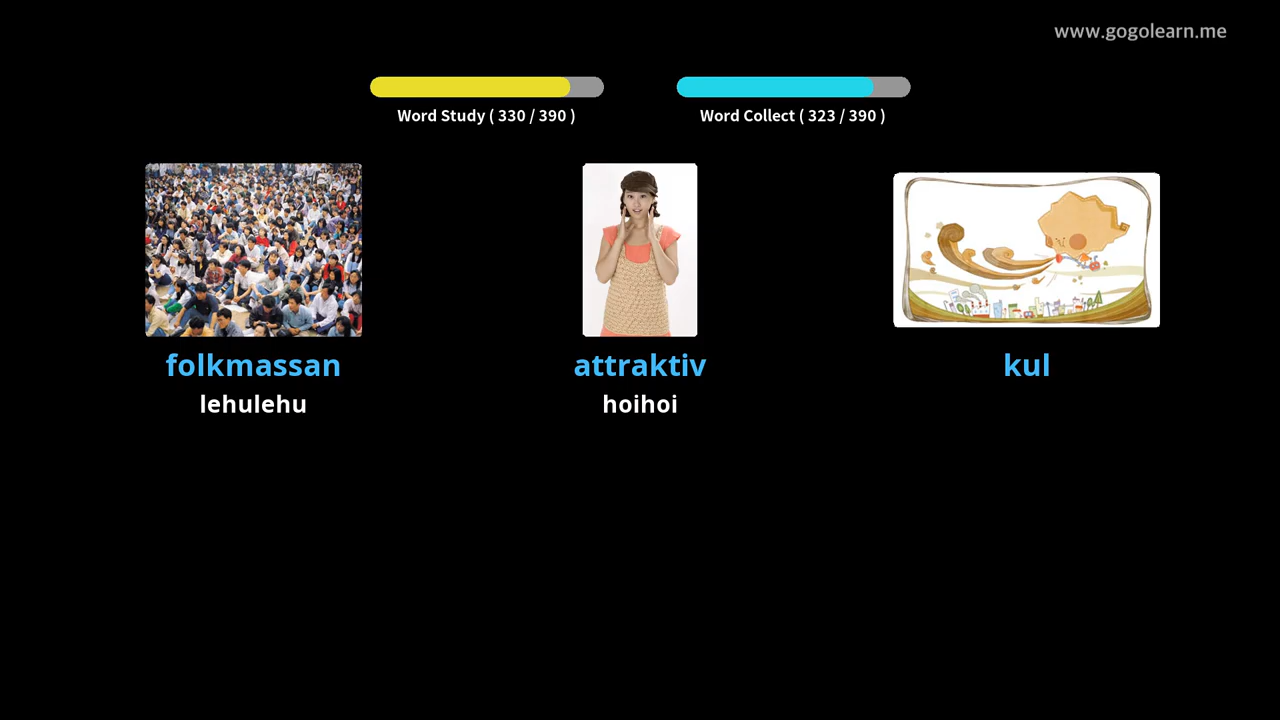 www.gogolearn.me
Word Study ( 330 / 390 )
Word Collect ( 323 / 390 )
folkmassan
lehulehu
attraktiv
hoihoi
kul